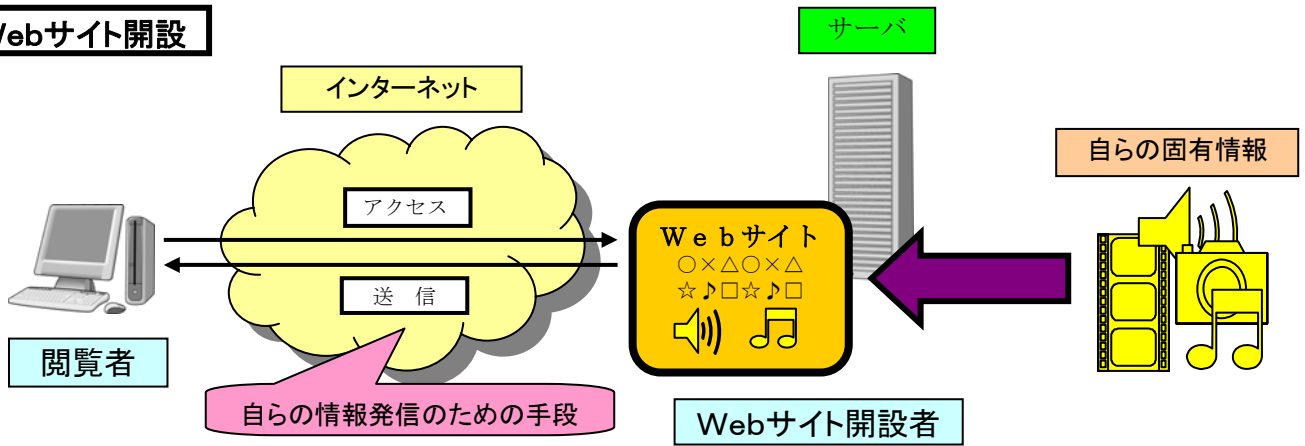 Webサイト開設
サーバ
インターネット
自らの固有情報
アクセス
Ｗｅｂサイト
○×△○×△
☆♪□☆♪□
送 信
閲覧者
自らの情報発信のための手段
Webサイト開設者